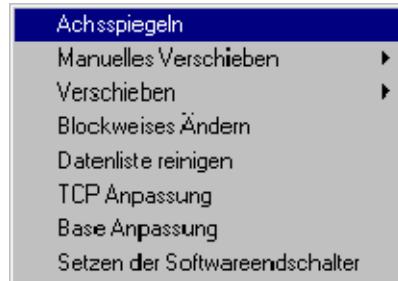 Achsspiegeln
Manuelles Verschieben
Verschieben
Blockweises Ändern
Datenliste reinigen
TCP Anpassung
Base Anpassung
Setzen der Softwareendschalter